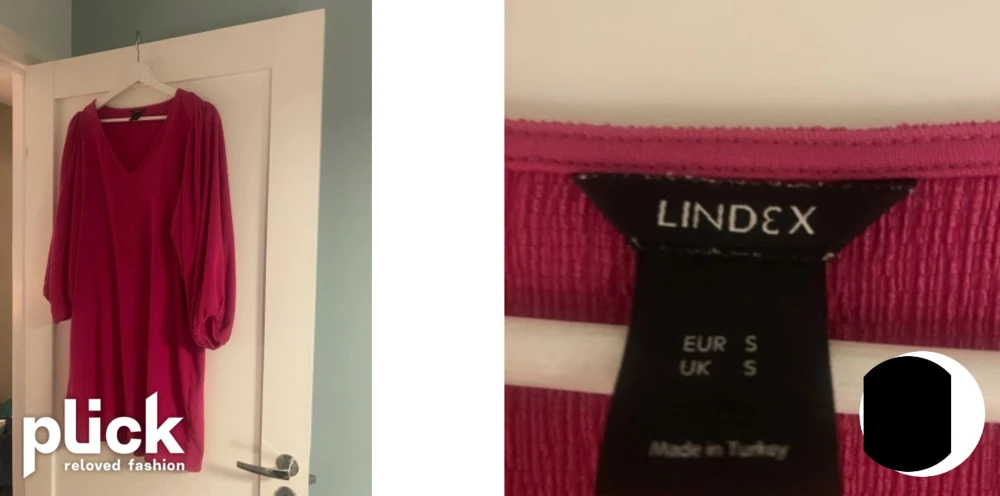 plick
reloved fashion
LINDEX
EUR S
UK S
Made in Turkey